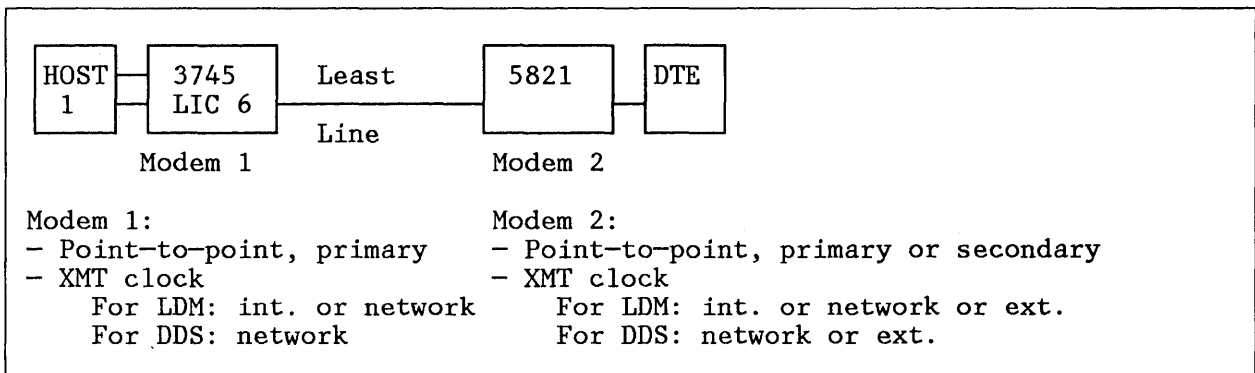 HOST 3745 Least 5821 DTE
1 LIC 6
Line
Modem 1 Modem 2
Modem 1: Modem 2:
— Point—to—point, primary — Point—to—point, primary or secondary
— XMT clock — XMT clock
For LDM: int. or network For LDM: int. or network or ext.
For DDS: network For DDS: network or ext.